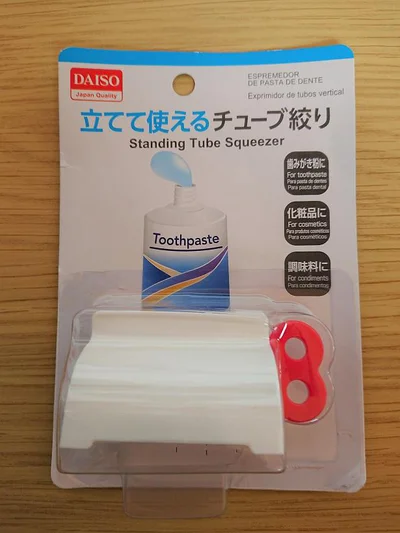 DAISO
Japan Quality
ESPREMEDOR
DE PASTA DE DENTE
Exprimidor de tubos vertical
立てて使えるチューブ絞り
Standing Tube Squeezer
歯みがき粉に
For toothpaste
Para pasta de dentes
Para pasta dental
化粧品に
For cosmetics
Para produtos cosméticos
Para cosméticos
調味料に
For condiments
Para condimentos
Toothpaste